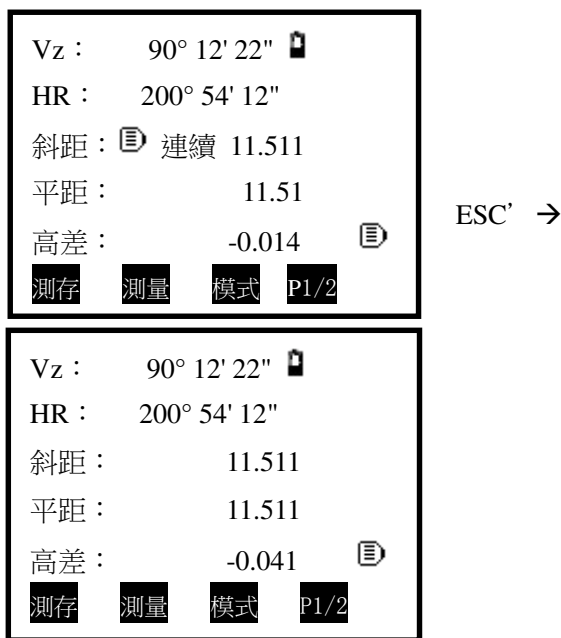 Vz： 90° 12' 22"
HR： 200° 54' 12"
斜距： 連續 11.511
平距： 11.51
高差： -0.014
測存 測量 模式 P1/2
ESC’ →
Vz： 90° 12' 22"
HR： 200° 54' 12"
斜距： 11.511
平距： 11.511
高差： -0.041
測存 測量 模式 P1/2